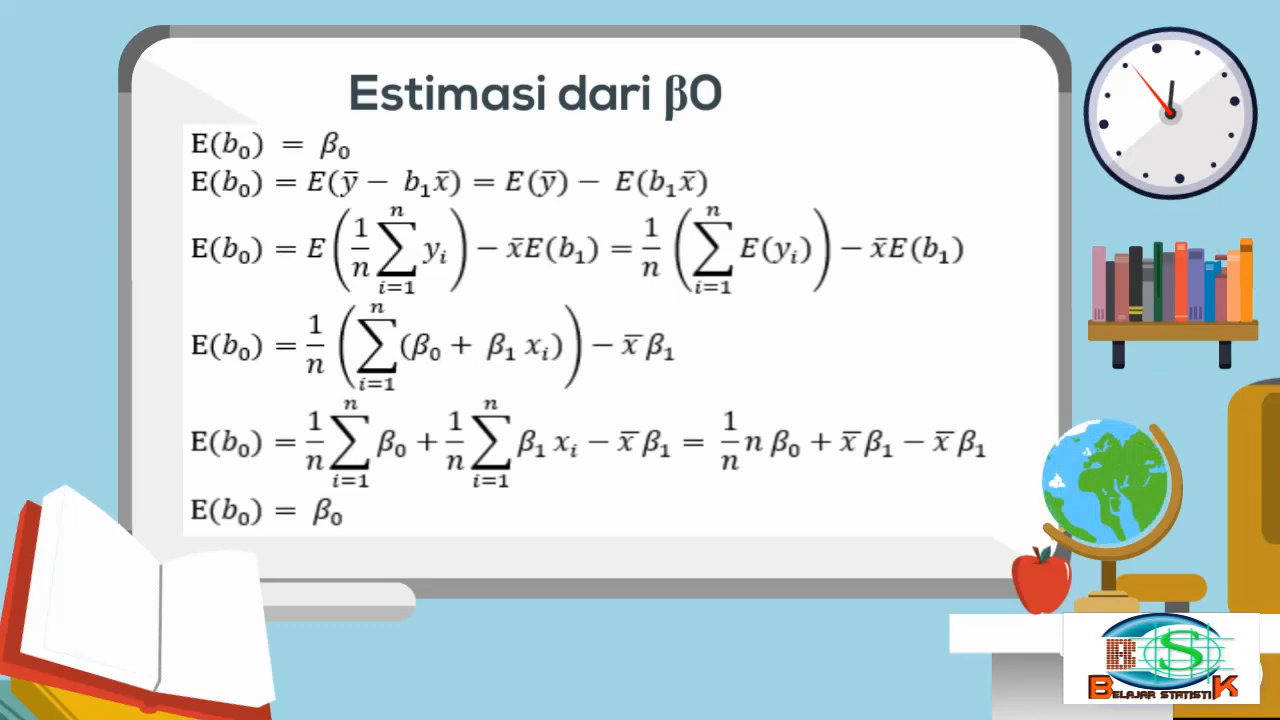 Estimasi dari β0
E(b₀) = β₀
E(b₀) = E(ȳ − b₁x̄) = E(ȳ) − E(b₁x̄)
E(b₀) = E(1/n ∑ᵢ₌₁ⁿ yᵢ) − x̄E(b₁) = 1/n (∑ᵢ₌₁ⁿ E(yᵢ)) − x̄E(b₁)
E(b₀) = 1/n (∑ᵢ₌₁ⁿ (β₀ + β₁ xᵢ)) − x̄ β₁
E(b₀) = 1/n ∑ᵢ₌₁ⁿ β₀ + 1/n ∑ᵢ₌₁ⁿ β₁ xᵢ − x̄ β₁ = 1/n n β₀ + x̄ β₁ − x̄ β₁
E(b₀) = β₀
B S
BELAJAR STATISTIK